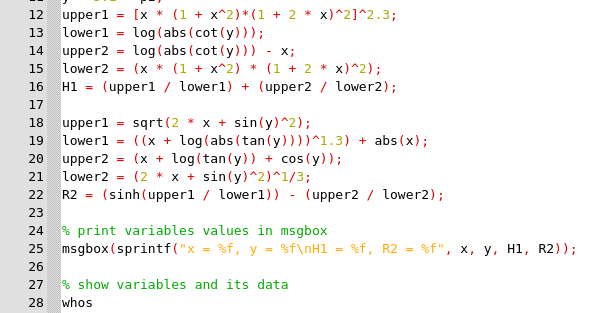 12 upper1 = [x * (1 + x^2)*(1 + 2 * x)^2]^2.3;
13 lower1 = log(abs(cot(y)));
14 upper2 = log(abs(cot(y))) - x;
15 lower2 = (x * (1 + x^2) * (1 + 2 * x)^2);
16 H1 = (upper1 / lower1) + (upper2 / lower2);
17
18 upper1 = sqrt(2 * x + sin(y)^2);
19 lower1 = ((x + log(abs(tan(y))))^1.3) + abs(x);
20 upper2 = (x + log(tan(y)) + cos(y));
21 lower2 = (2 * x + sin(y)^2)^1/3;
22 R2 = (sinh(upper1 / lower1)) - (upper2 / lower2);
23
24 % print variables values in msgbox
25 msgbox(sprintf("x = %f, y = %f\nH1 = %f, R2 = %f", x, y, H1, R2));
26
27 % show variables and its data
28 whos